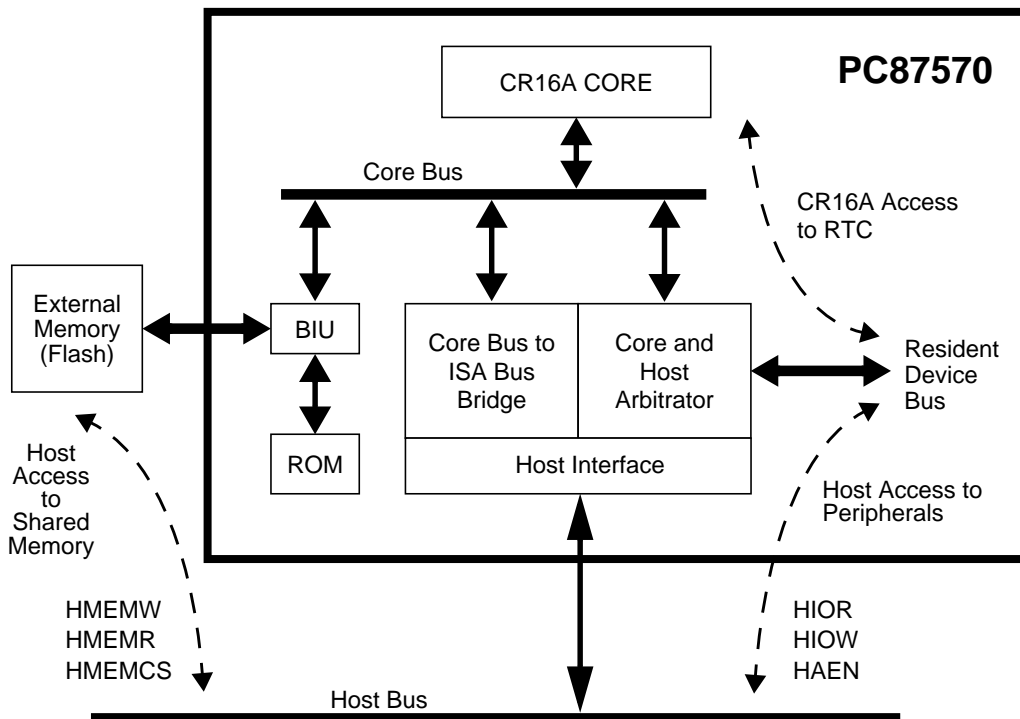 PC87570
CR16A CORE
Core Bus
CR16A Access
to RTC
External
Memory
(Flash)
BIU
Core Bus to
ISA Bus
Bridge
Core and
Host
Arbitrator
Resident
Device
Bus
ROM
Host Interface
Host
Access
to
Shared
Memory
Host Access to
Peripherals
HMEMW
HMEMR
HMEMCS
HIOR
HIOW
HAEN
Host Bus